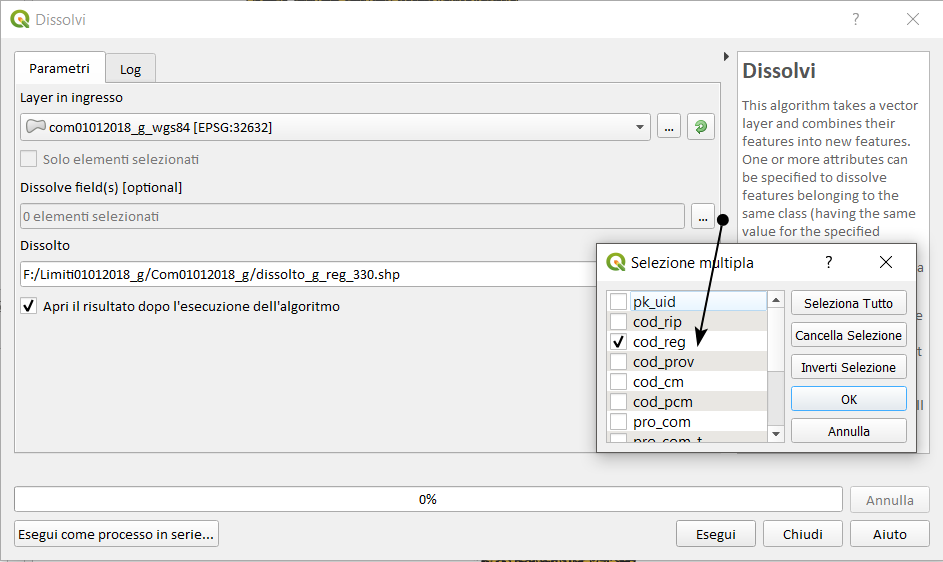 Dissolvi
?
Parametri
Log
Layer in ingresso
com01012018_g_wgs84 [EPSG:32632]
...
Solo elementi selezionati
Dissolve field(s) [optional]
0 elementi selezionati
...
Dissolto
F:/Limiti01012018_g/Com01012018_g/dissolto_g_reg_330.shp
Apri il risultato dopo l'esecuzione dell'algoritmo
Dissolvi
This algorithm takes a vector
layer and combines their
features into new features.
One or more attributes can
be specified to dissolve
features belonging to the
same class (having the same
value for the specified
Selezione multipla
?
pk_uid
cod_rip
cod_reg
cod_prov
cod_cm
cod_pcm
pro_com
pro_com_t
Seleziona Tutto
Cancella Selezione
Inverti Selezione
OK
Annulla
0%
Annulla
Esegui come processo in serie...
Esegui
Chiudi
Aiuto